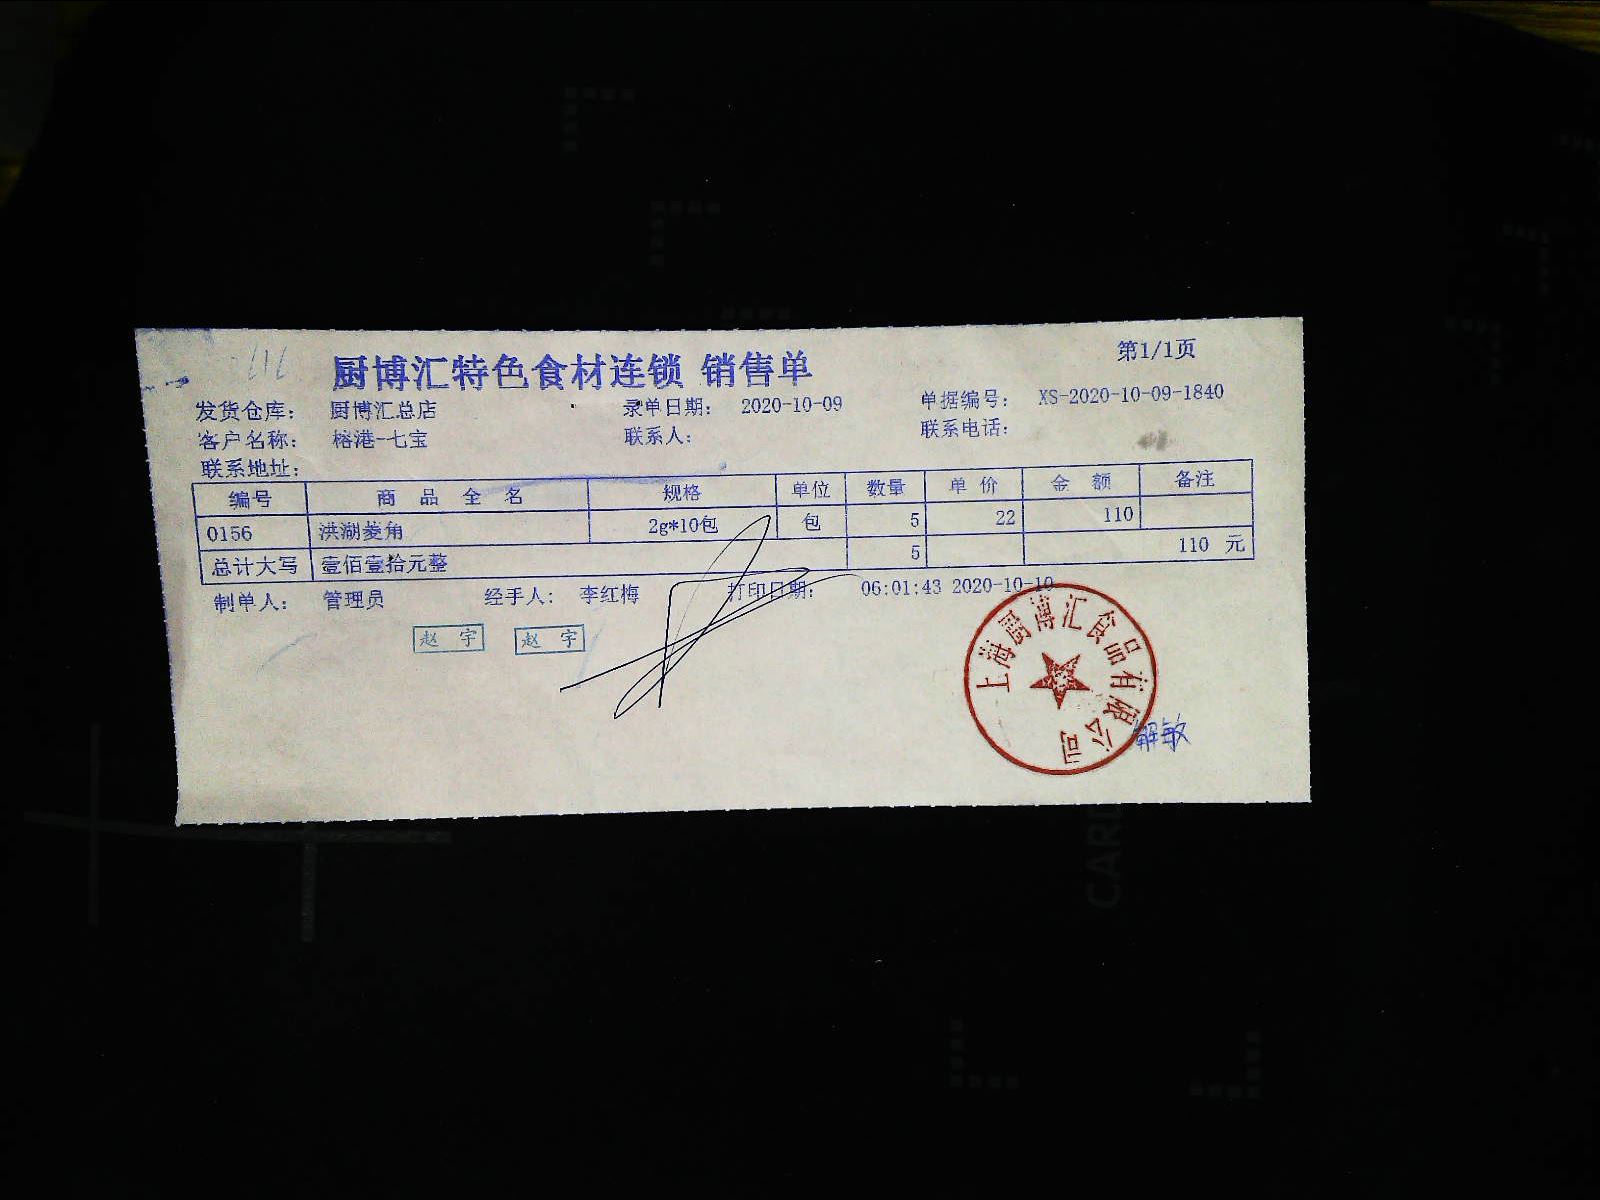 第1/1页
厨博汇特色食材连锁 销售单
发货仓库： 厨博汇总店 录单日期： 2020-10-09 单据编号： XS-2020-10-09-1840
客户名称： 榕港-七宝 联系人： 联系电话：
联系地址：
编号 商品全名 规格 单位 数量 单价 金额 备注
0156 洪湖菱角 2g*10包 包 5 22 110
总计大写 壹佰壹拾元整 5 110 元
制单人： 管理员 经手人： 李红梅 打印日期： 06:01:43 2020-10-10
赵 宇 赵 宇
上海厨博汇食品有限公司
解敏